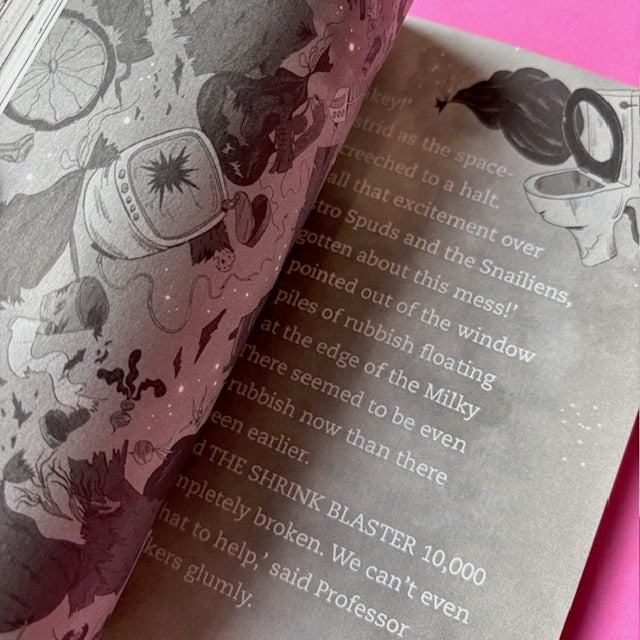 key!'
strid as the space-
creeched to a halt.
all that excitement over
stro Spuds and the Snailiens,
gotten about this mess!'
pointed out of the window
piles of rubbish floating
at the edge of the Milky
There seemed to be even
rubbish now than there
een earlier.
d THE SHRINK BLASTER 10,000
mpletely broken. We can't even
hat to help,' said Professor
kers glumly.